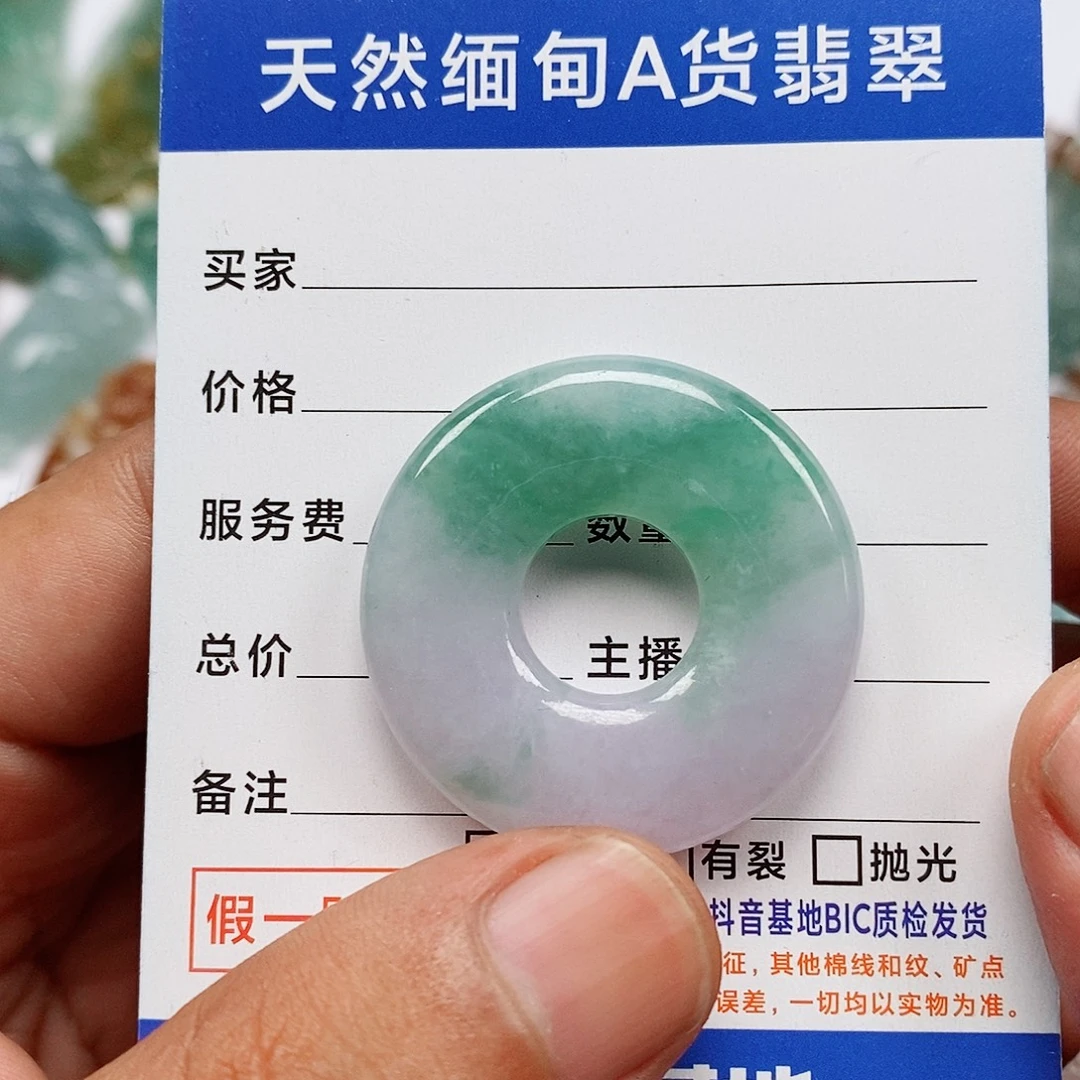 天然缅甸A货翡翠
买家
价格
服务费 数量
总价 主播
备注
有裂 抛光
假一
抖音基地BIC质检发货
征，其他棉线和纹、矿点
误差，一切均以实物为准。